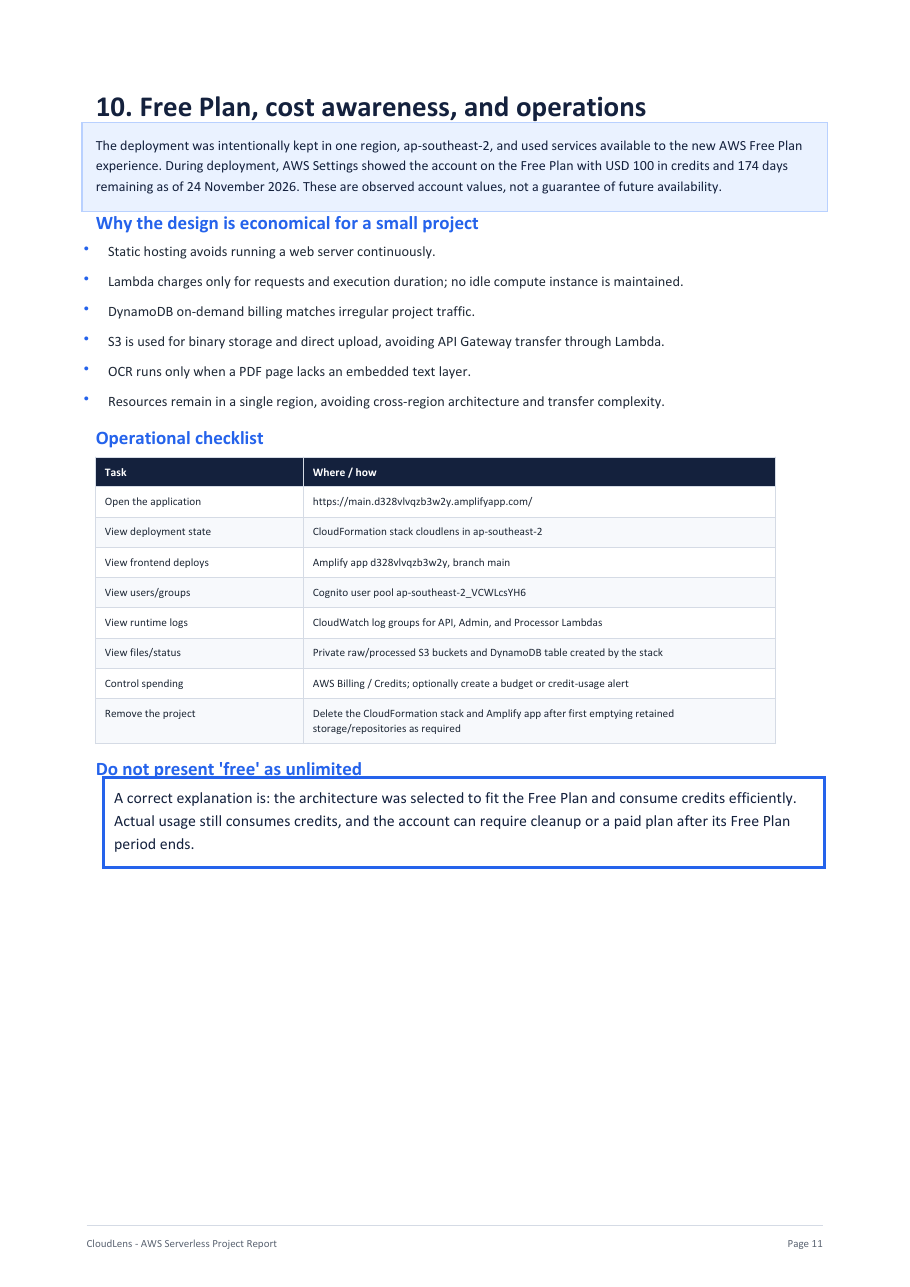 10. Free Plan, cost awareness, and operations
The deployment was intentionally kept in one region, ap-southeast-2, and used services available to the new AWS Free Plan
experience. During deployment, AWS Settings showed the account on the Free Plan with USD 100 in credits and 174 days
remaining as of 24 November 2026. These are observed account values, not a guarantee of future availability.
Why the design is economical for a small project
• Static hosting avoids running a web server continuously.
• Lambda charges only for requests and execution duration; no idle compute instance is maintained.
• DynamoDB on-demand billing matches irregular project traffic.
• S3 is used for binary storage and direct upload, avoiding API Gateway transfer through Lambda.
• OCR runs only when a PDF page lacks an embedded text layer.
• Resources remain in a single region, avoiding cross-region architecture and transfer complexity.
Operational checklist
Task Where / how
Open the application https://main.d328vlvqzb3w2y.amplifyapp.com/
View deployment state CloudFormation stack cloudlens in ap-southeast-2
View frontend deploys Amplify app d328vlvqzb3w2y, branch main
View users/groups Cognito user pool ap-southeast-2_VCWLcsYH6
View runtime logs CloudWatch log groups for API, Admin, and Processor Lambdas
View files/status Private raw/processed S3 buckets and DynamoDB table created by the stack
Control spending AWS Billing / Credits; optionally create a budget or credit-usage alert
Remove the project Delete the CloudFormation stack and Amplify app after first emptying retained
storage/repositories as required
Do not present 'free' as unlimited
A correct explanation is: the architecture was selected to fit the Free Plan and consume credits efficiently.
Actual usage still consumes credits, and the account can require cleanup or a paid plan after its Free Plan
period ends.
CloudLens - AWS Serverless Project Report Page 11